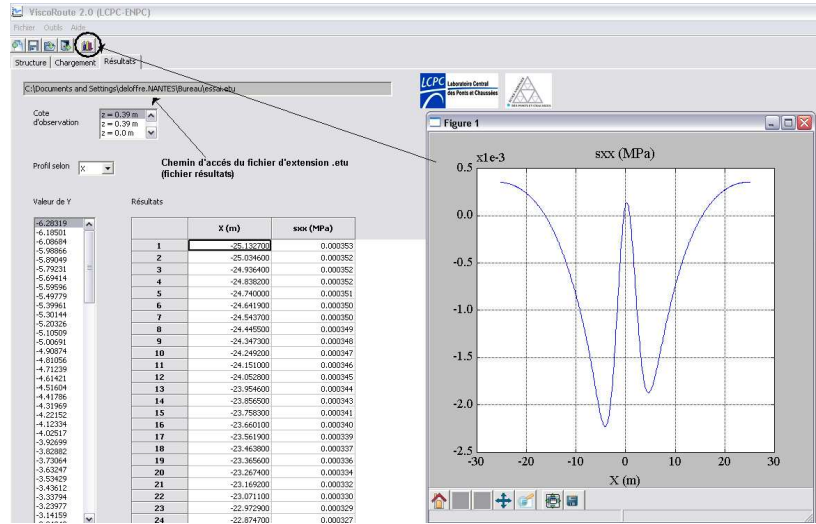 ViscoRoute 2.0 (LCPC-ENPC)
Fichier Outils Aide
Structure Chargement Résultats
C:\Documents and Settings\deloffre.NANTES\Bureau\essai.etu
LCPC Laboratoire Central
des Ponts et Chaussées
Cote
d'observation
z = 0.39 m
z = 0.39 m
z = 0.0 m
Profil selon X
Chemin d'accés du fichier d'extension .etu
(fichier résultats)
Valeur de Y
Résultats
-6.28319
-6.18501
-6.08684
-5.98866
-5.89049
-5.79231
-5.69414
-5.59596
-5.49779
-5.39961
-5.30144
-5.20326
-5.10509
-5.00691
-4.90874
-4.81056
-4.71239
-4.61421
-4.51604
-4.41786
-4.31969
-4.22152
-4.12334
-4.02517
-3.92699
-3.82882
-3.73064
-3.63247
-3.53429
-3.43612
-3.33794
-3.23977
-3.14159
X (m) sxx (MPa)
1 -25.132700 0.000353
2 -25.034600 0.000352
3 -24.936400 0.000352
4 -24.838200 0.000352
5 -24.740000 0.000351
6 -24.641900 0.000350
7 -24.543700 0.000350
8 -24.445500 0.000349
9 -24.347300 0.000348
10 -24.249200 0.000347
11 -24.151000 0.000346
12 -24.052800 0.000345
13 -23.954600 0.000344
14 -23.856500 0.000343
15 -23.758300 0.000341
16 -23.660100 0.000340
17 -23.561900 0.000339
18 -23.463800 0.000337
19 -23.365600 0.000336
20 -23.267400 0.000334
21 -23.169200 0.000332
22 -23.071100 0.000330
23 -22.972900 0.000329
24 -22.874700 0.000327
Figure 1
x1e-3 sxx (MPa)
0.5
0.0
-0.5
-1.0
-1.5
-2.0
-2.5
-30 -20 -10 0 10 20 30
X (m)